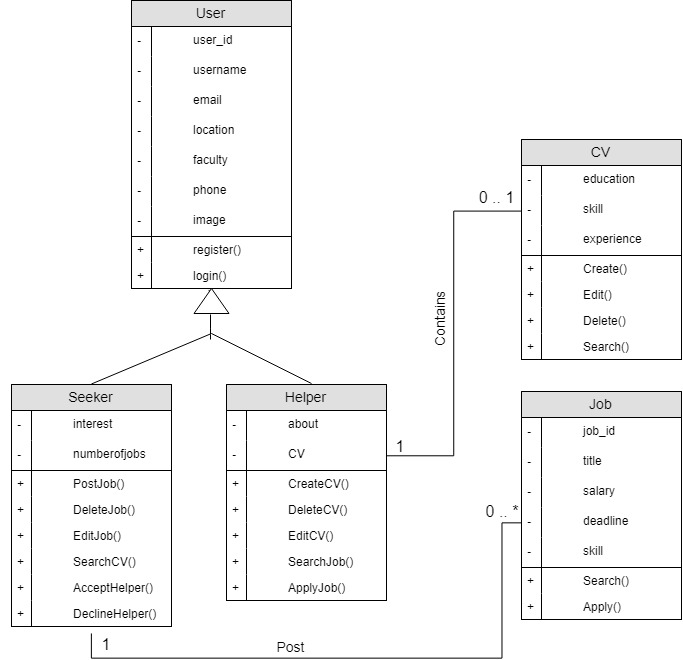 User
- user_id
- username
- email
- location
- faculty
- phone
- image
+ register()
+ login()
CV
- education
- skill
- experience
+ Create()
+ Edit()
+ Delete()
+ Search()
0 .. 1
Contains
1
Seeker
- interest
- numberofjobs
+ PostJob()
+ DeleteJob()
+ EditJob()
+ SearchCV()
+ AcceptHelper()
+ DeclineHelper()
Helper
- about
- CV
+ CreateCV()
+ DeleteCV()
+ EditCV()
+ SearchJob()
+ ApplyJob()
Job
- job_id
- title
- salary
- deadline
- skill
+ Search()
+ Apply()
0 .. *
1
Post